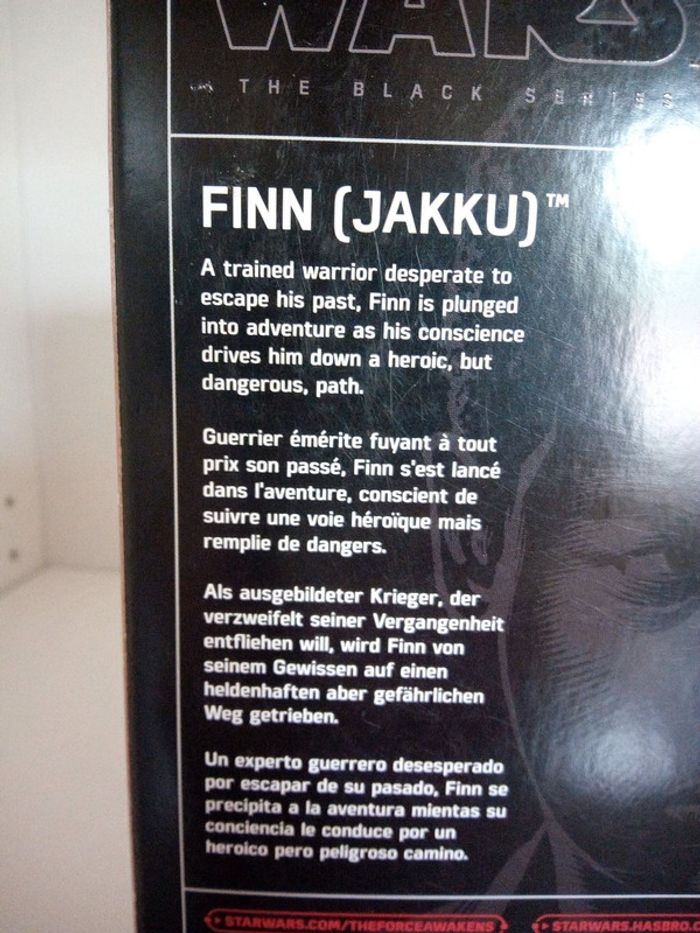 WARS
THE BLACK SERIES
FINN (JAKKU)™
A trained warrior desperate to
escape his past, Finn is plunged
into adventure as his conscience
drives him down a heroic, but
dangerous, path.
Guerrier émérite fuyant à tout
prix son passé, Finn s'est lancé
dans l'aventure, conscient de
suivre une voie héroïque mais
remplie de dangers.
Als ausgebildeter Krieger, der
verzweifelt seiner Vergangenheit
entfliehen will, wird Finn von
seinem Gewissen auf einen
heldenhaften aber gefährlichen
Weg getrieben.
Un experto guerrero desesperado
por escapar de su pasado, Finn se
precipita a la aventura mientas su
conciencia le conduce por un
heroico pero peligroso camino.
STARWARS.COM/THEFORCEAWAKENS STARWARS.HASBRO.